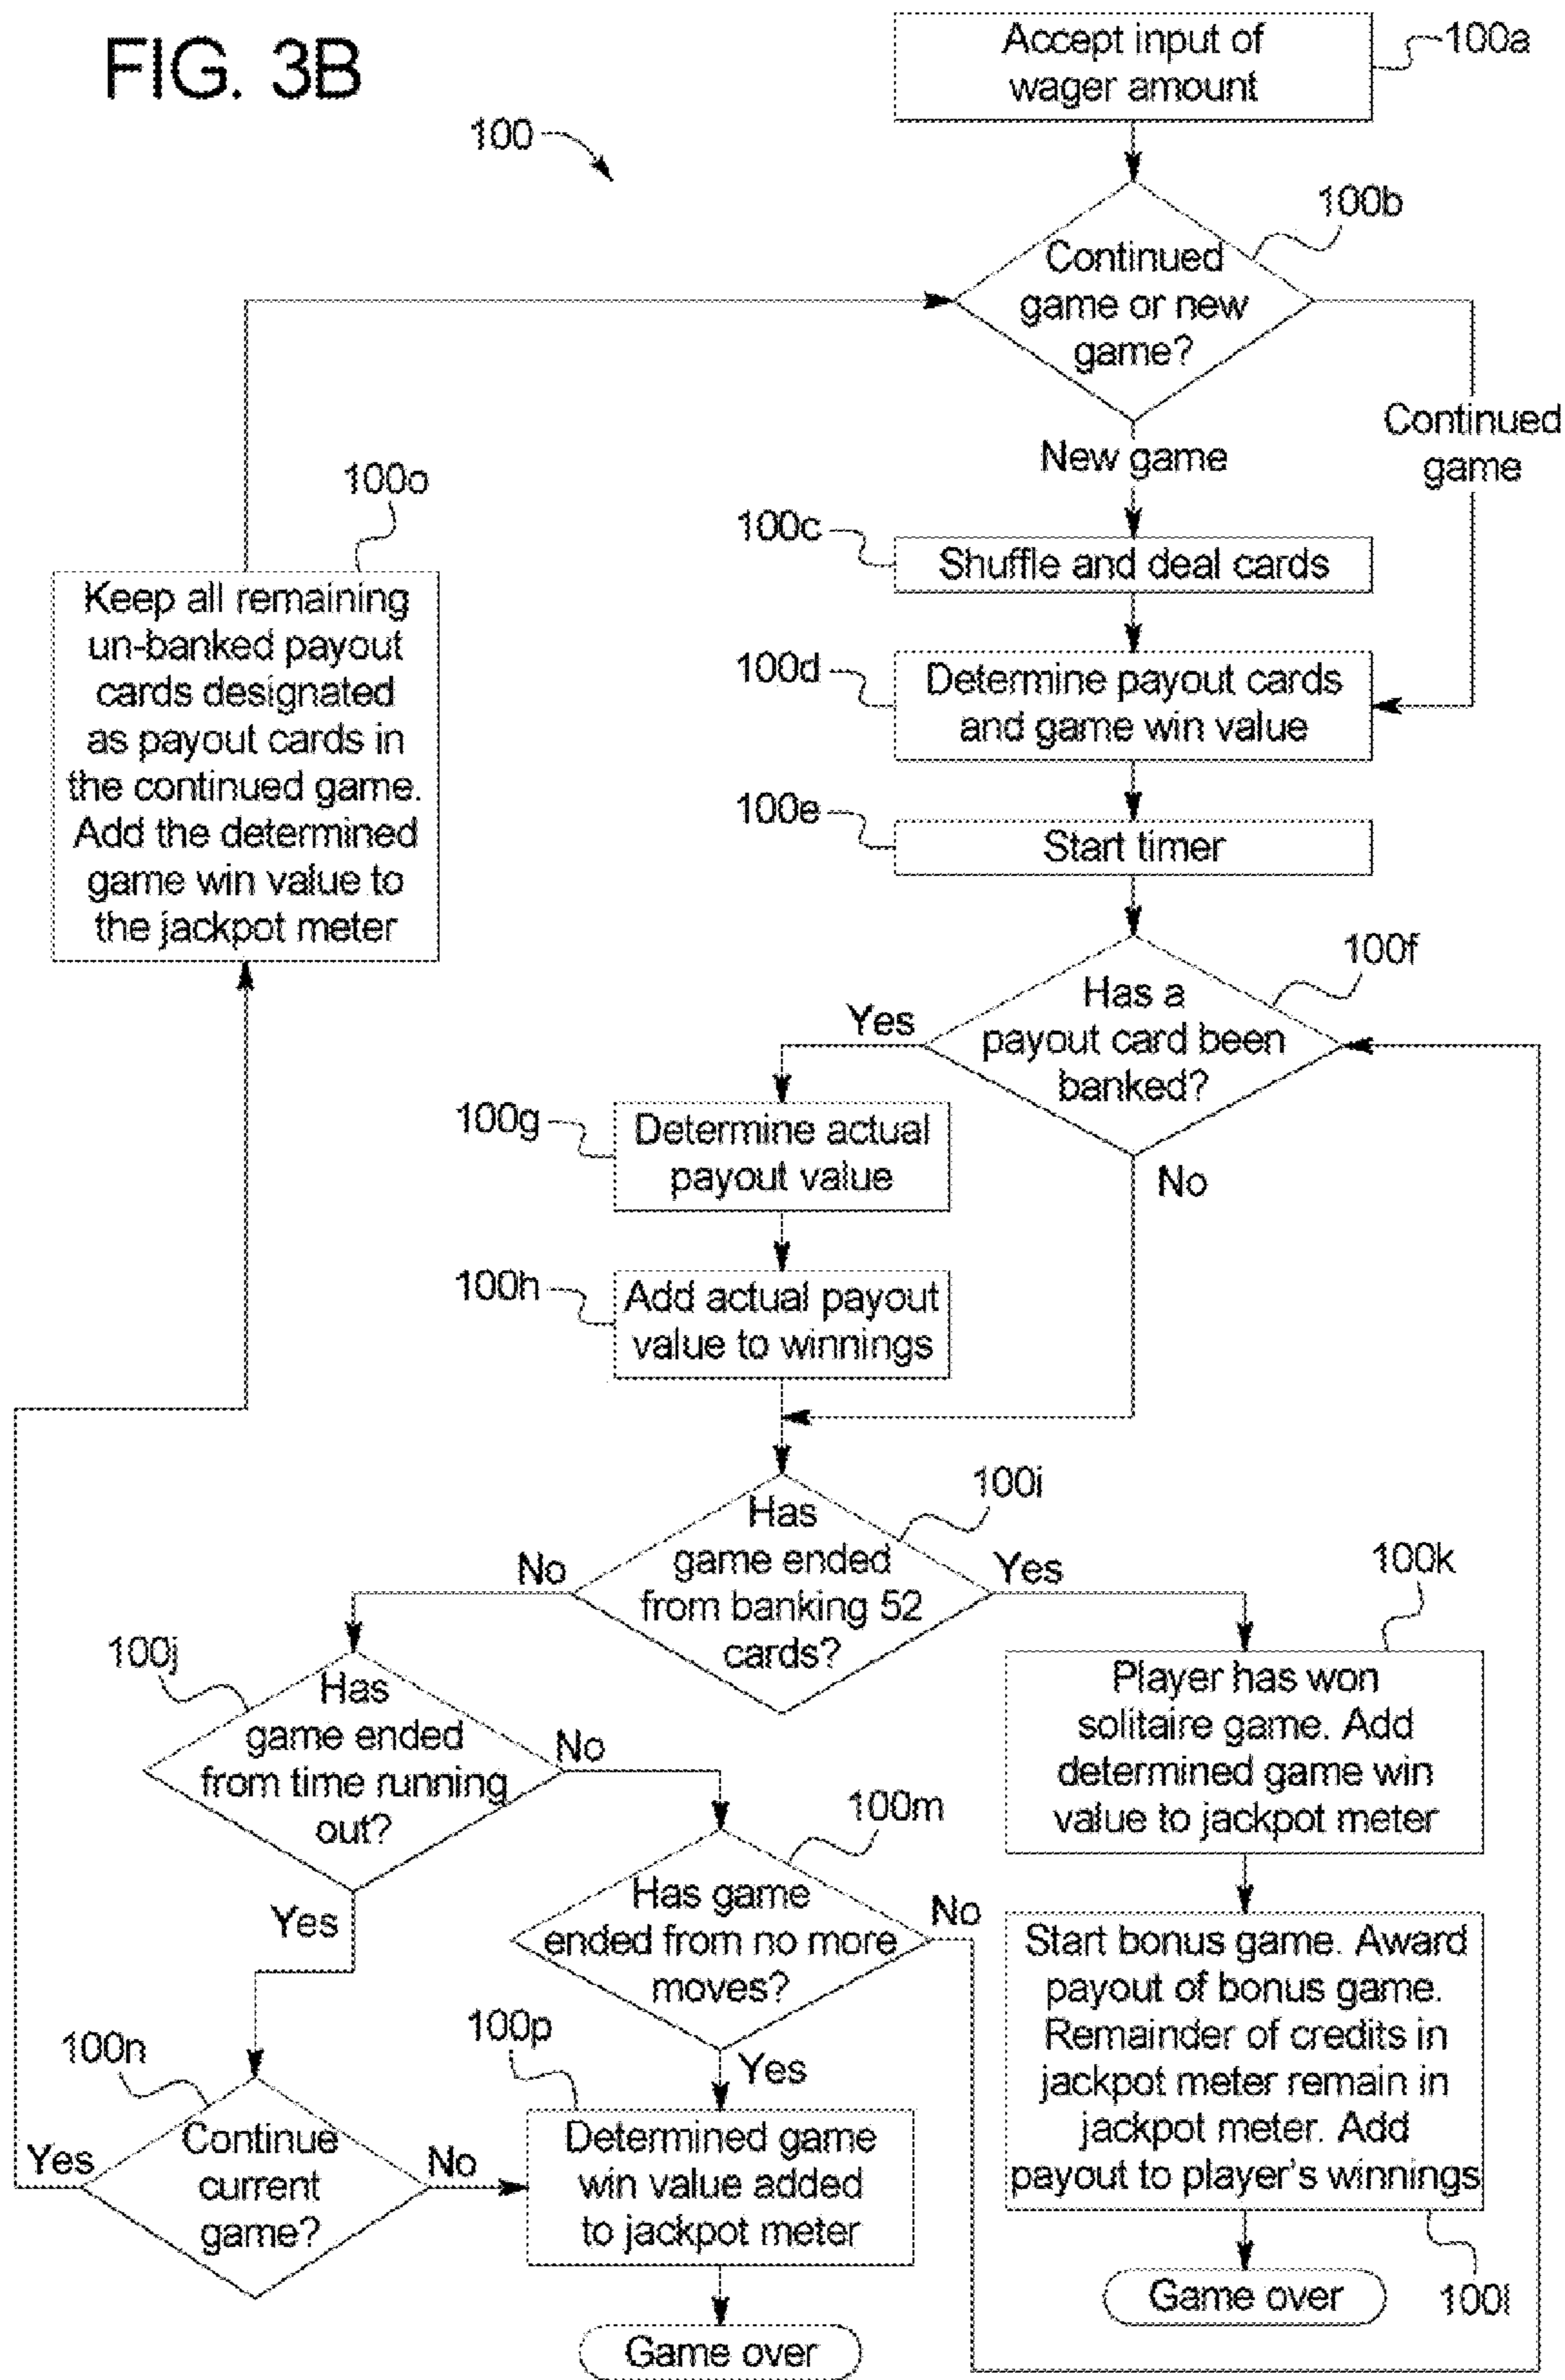 FIG. 3B
100
Accept input of
wager amount
100a
100b
Continued
game or new
game?
Continued
game
New game
100o
Keep all remaining
un-banked payout
cards designated
as payout cards in
the continued game.
Add the determined
game win value to
the jackpot meter
100c
Shuffle and deal cards
100d
Determine payout cards
and game win value
100e
Start timer
100f
Has a
payout card been
banked?
Yes
No
100g
Determine actual
payout value
100h
Add actual payout
value to winnings
100i
Has
game ended
from banking 52
cards?
No
Yes
100j
Has
game ended
from time running
out?
No
Yes
100k
Player has won
solitaire game. Add
determined game win
value to jackpot meter
100m
Has game
ended from no more
moves?
No
Yes
Start bonus game. Award
payout of bonus game.
Remainder of credits in
jackpot meter remain in
jackpot meter. Add
payout to player's winnings
100l
Game over
100n
Continue
current
game?
Yes
No
100p
Determined game
win value added
to jackpot meter
Game over